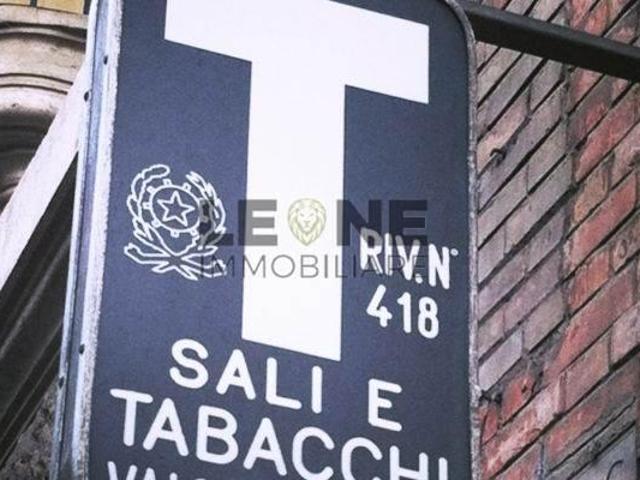 T
LEONE
IMMOBILIARE
RIV.N°
418
SALI E
TABACCHI